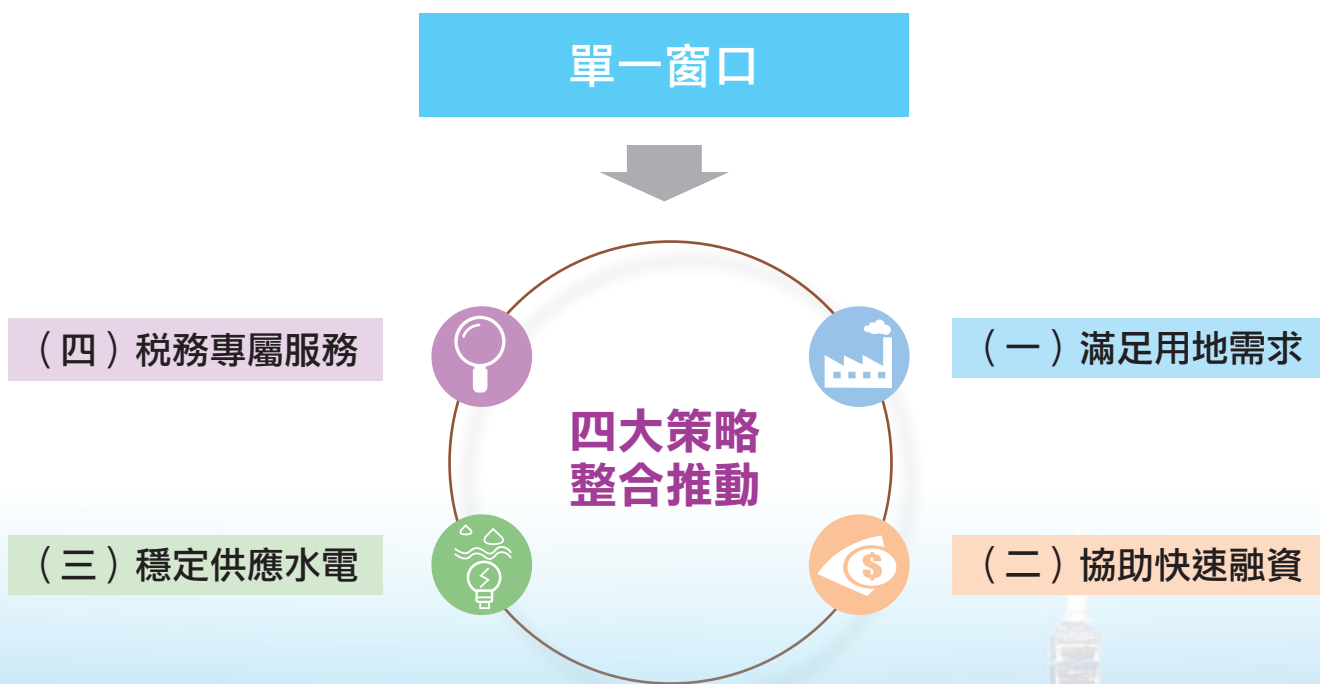 單一窗口
四大策略
整合推動
（一）滿足用地需求
（二）協助快速融資
（三）穩定供應水電
（四）税務專屬服務
$